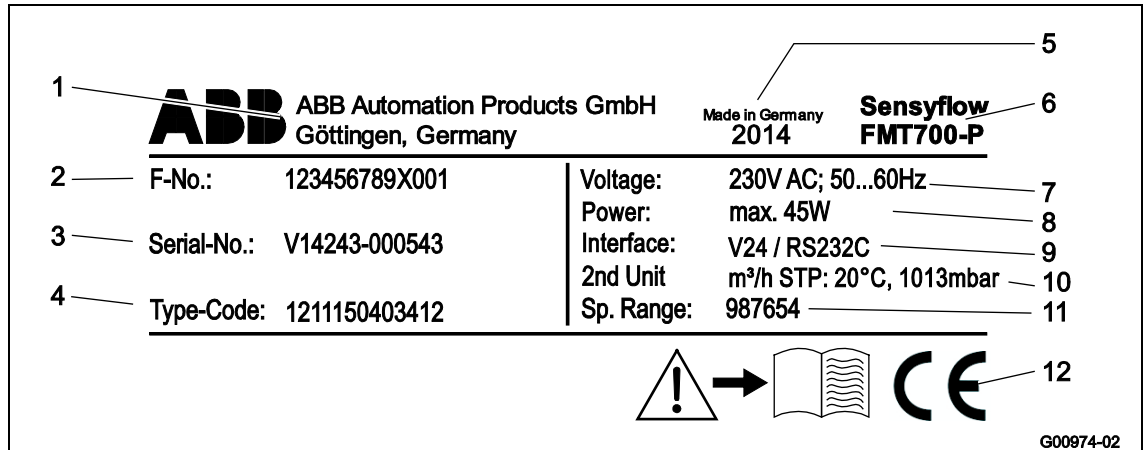 1
ABB
ABB Automation Products GmbH
Göttingen, Germany
Made in Germany
2014
5
Sensyflow
FMT700-P
6
2
F-No.: 123456789X001
3
Serial-No.: V14243-000543
4
Type-Code: 1211150403412
Voltage: 230V AC; 50...60Hz
7
Power: max. 45W
8
Interface: V24 / RS232C
9
2nd Unit m³/h STP: 20°C, 1013mbar
10
Sp. Range: 987654
11
CE
12
G00974-02